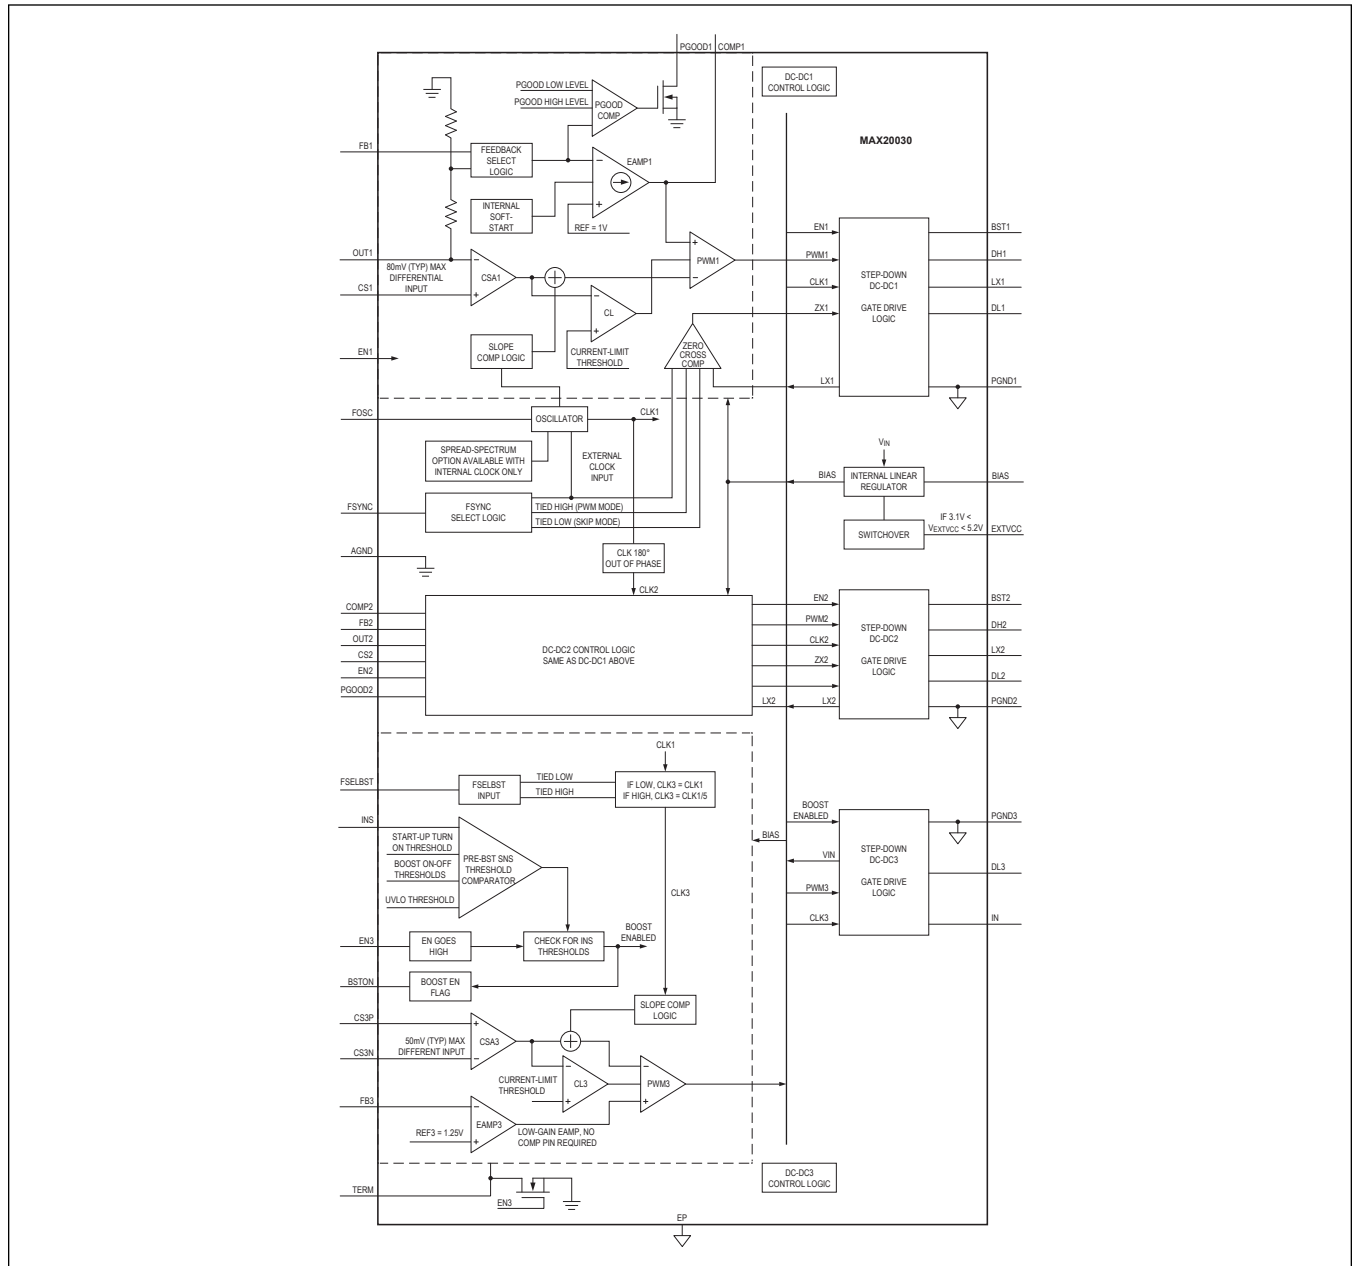 PGOOD1 COMP1
DC-DC1
CONTROL LOGIC
MAX20030
PGOOD LOW LEVEL
PGOOD HIGH LEVEL
PGOOD
COMP
FB1
FEEDBACK
SELECT
LOGIC
EAMP1
−
+
INTERNAL
SOFT-
START
REF = 1V
OUT1
80mV (TYP) MAX
DIFFERENTIAL
INPUT
CS1
−
CSA1
+
+
PWM1
−
−
CL
+
SLOPE
COMP LOGIC
CURRENT-LIMIT
THRESHOLD
ZERO
CROSS
COMP
EN1
EN1
PWM1
CLK1
ZX1
LX1
STEP-DOWN
DC-DC1
GATE DRIVE
LOGIC
BST1
DH1
LX1
DL1
PGND1
FOSC
OSCILLATOR
CLK1
SPREAD-SPECTRUM
OPTION AVAILABLE WITH
INTERNAL CLOCK ONLY
EXTERNAL
CLOCK
INPUT
FSYNC
FSYNC
SELECT LOGIC
TIED HIGH (PWM MODE)
TIED LOW (SKIP MODE)
VIN
BIAS
INTERNAL LINEAR
REGULATOR
BIAS
SWITCHOVER
IF 3.1V <
VEXTVCC < 5.2V
EXTVCC
AGND
CLK 180°
OUT OF PHASE
CLK2
COMP2
FB2
OUT2
CS2
EN2
PGOOD2
DC-DC2 CONTROL LOGIC
SAME AS DC-DC1 ABOVE
EN2
PWM2
CLK2
ZX2
LX2
LX2
STEP-DOWN
DC-DC2
GATE DRIVE
LOGIC
BST2
DH2
LX2
DL2
PGND2
CLK1
FSELBST
FSELBST
INPUT
TIED LOW
TIED HIGH
IF LOW, CLK3 = CLK1
IF HIGH, CLK3 = CLK1/5
INS
START-UP TURN
ON THRESHOLD
BOOST ON-OFF
THRESHOLDS
UVLO THRESHOLD
PRE-BST SNS
THRESHOLD
COMPARATOR
CLK3
BIAS
BOOST
ENABLED
VIN
PWM3
CLK3
STEP-DOWN
DC-DC3
GATE DRIVE
LOGIC
PGND3
DL3
IN
EN3
EN GOES
HIGH
CHECK FOR INS
THRESHOLDS
BOOST
ENABLED
BSTON
BOOST EN
FLAG
SLOPE COMP
LOGIC
CS3P
50mV (TYP) MAX
DIFFERENT INPUT
CS3N
+
CSA3
−
CURRENT-LIMIT
THRESHOLD
−
CL3
+
−
PWM3
+
FB3
REF3 = 1.25V
−
EAMP3
+
LOW-GAIN EAMP, NO
COMP PIN REQUIRED
TERM
EN3
DC-DC3
CONTROL LOGIC
EP